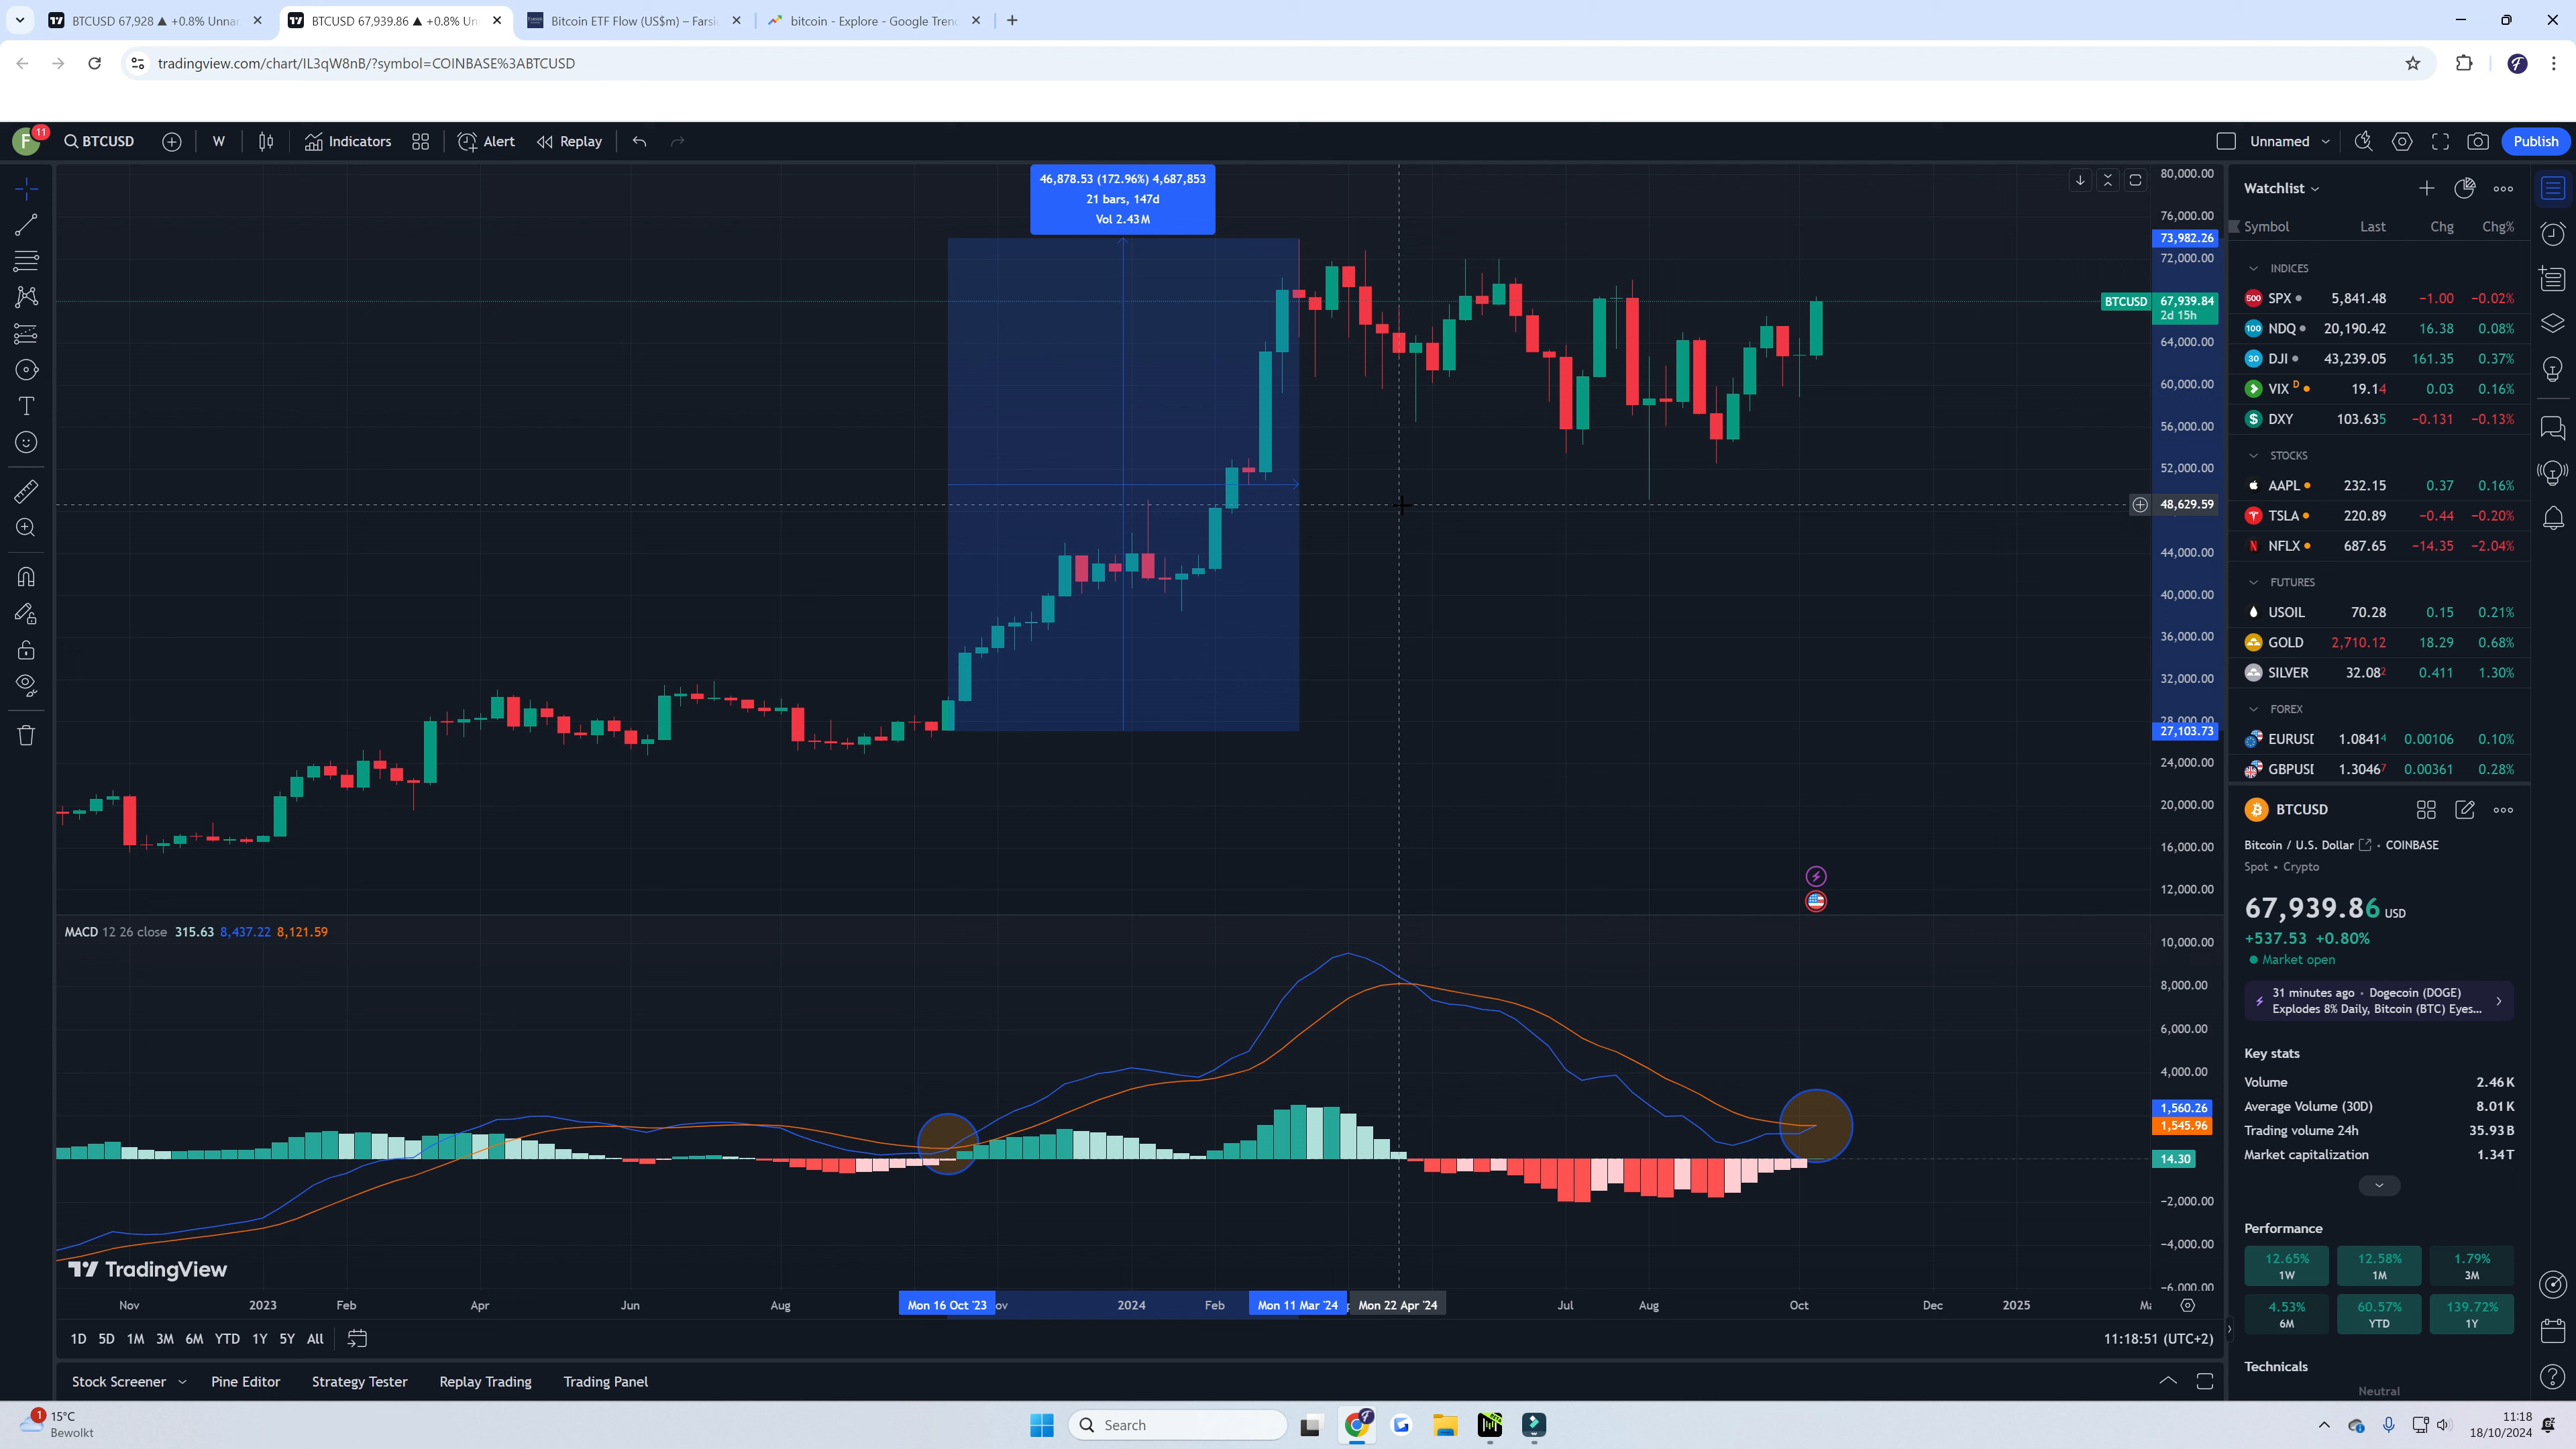 BTCUSD 67,928 ▲ +0.8% Unnar
BTCUSD 67,939.86 ▲ +0.8% Un
Bitcoin ETF Flow (US$m) – Farsi
bitcoin - Explore - Google Tren
tradingview.com/chart/IL3qW8nB/?symbol=COINBASE%3ABTCUSD
F 11 BTCUSD W Indicators Alert Replay Unnamed Publish
46,878.53 (172.96%) 4,687,853
21 bars, 147d
Vol 2.43M
80,000.00
76,000.00
73,982.26
72,000.00
BTCUSD 67,939.84
2d 15h
64,000.00
60,000.00
56,000.00
52,000.00
48,629.59
44,000.00
40,000.00
36,000.00
32,000.00
28,000.00
27,103.73
24,000.00
20,000.00
16,000.00
12,000.00
MACD 12 26 close 315.63 8,437.22 8,121.59
10,000.00
8,000.00
6,000.00
4,000.00
1,560.26
1,545.96
14.30
−2,000.00
−4,000.00
−6,000.00
TradingView
Nov 2023 Feb Apr Jun Aug Mon 16 Oct '23 ov 2024 Feb Mon 11 Mar '24 Mon 22 Apr '24 Jul Aug Oct Dec 2025
1D 5D 1M 3M 6M YTD 1Y 5Y All
11:18:51 (UTC+2)
Stock Screener Pine Editor Strategy Tester Replay Trading Trading Panel
Watchlist
Symbol Last Chg Chg%
INDICES
500 SPX 5,841.48 −1.00 −0.02%
100 NDQ 20,190.42 16.38 0.08%
30 DJI 43,239.05 161.35 0.37%
VIX D 19.14 0.03 0.16%
DXY 103.635 −0.131 −0.13%
STOCKS
AAPL 232.15 0.37 0.16%
TSLA 220.89 −0.44 −0.20%
NFLX 687.65 −14.35 −2.04%
FUTURES
USOIL 70.28 0.15 0.21%
GOLD 2,710.12 18.29 0.68%
SILVER 32.082 0.411 1.30%
FOREX
EURUSI 1.08414 0.00106 0.10%
GBPUSI 1.30467 0.00361 0.28%
BTCUSD
Bitcoin / U.S. Dollar • COINBASE
Spot • Crypto
67,939.86 USD
+537.53 +0.80%
Market open
31 minutes ago • Dogecoin (DOGE)
Explodes 8% Daily, Bitcoin (BTC) Eyes...
Key stats
Volume 2.46K
Average Volume (30D) 8.01K
Trading volume 24h 35.93B
Market capitalization 1.34T
Performance
12.65% 12.58% 1.79%
1W 1M 3M
4.53% 60.57% 139.72%
6M YTD 1Y
Technicals
Neutral
1 15°C
Bewolkt
Search
11:18
18/10/2024